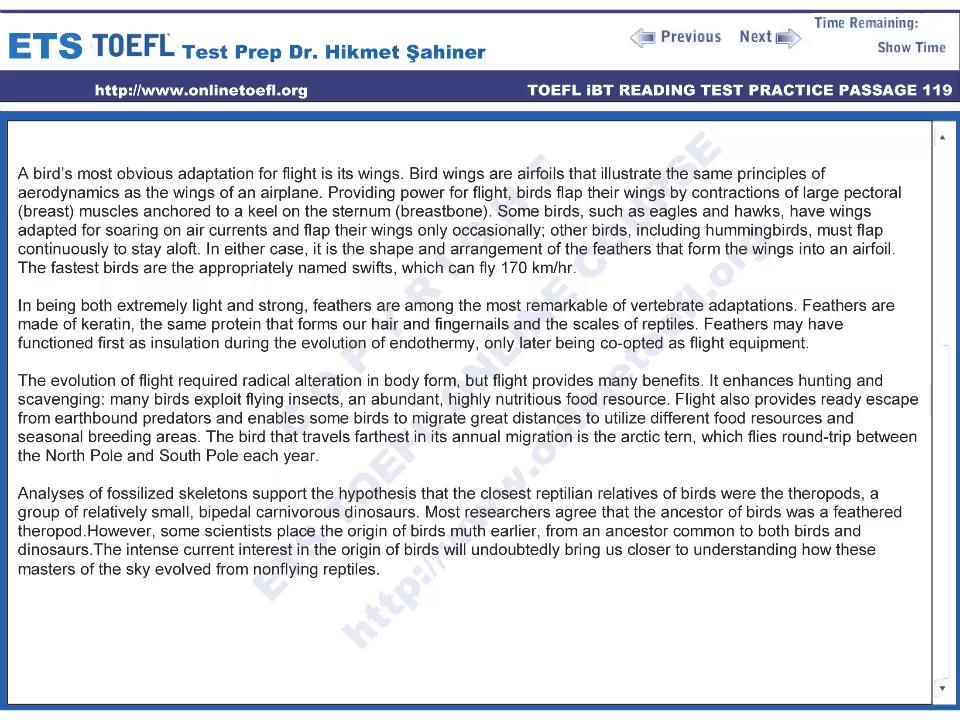 Time Remaining:
ETS TOEFL Test Prep Dr. Hikmet Şahiner
Previous Next
Show Time
http://www.onlinetoefl.org TOEFL iBT READING TEST PRACTICE PASSAGE 119
A bird's most obvious adaptation for flight is its wings. Bird wings are airfoils that illustrate the same principles of
aerodynamics as the wings of an airplane. Providing power for flight, birds flap their wings by contractions of large pectoral
(breast) muscles anchored to a keel on the sternum (breastbone). Some birds, such as eagles and hawks, have wings
adapted for soaring on air currents and flap their wings only occasionally; other birds, including hummingbirds, must flap
continuously to stay aloft. In either case, it is the shape and arrangement of the feathers that form the wings into an airfoil.
The fastest birds are the appropriately named swifts, which can fly 170 km/hr.
In being both extremely light and strong, feathers are among the most remarkable of vertebrate adaptations. Feathers are
made of keratin, the same protein that forms our hair and fingernails and the scales of reptiles. Feathers may have
functioned first as insulation during the evolution of endothermy, only later being co-opted as flight equipment.
The evolution of flight required radical alteration in body form, but flight provides many benefits. It enhances hunting and
scavenging: many birds exploit flying insects, an abundant, highly nutritious food resource. Flight also provides ready escape
from earthbound predators and enables some birds to migrate great distances to utilize different food resources and
seasonal breeding areas. The bird that travels farthest in its annual migration is the arctic tern, which flies round-trip between
the North Pole and South Pole each year.
Analyses of fossilized skeletons support the hypothesis that the closest reptilian relatives of birds were the theropods, a
group of relatively small, bipedal carnivorous dinosaurs. Most researchers agree that the ancestor of birds was a feathered
theropod.However, some scientists place the origin of birds muth earlier, from an ancestor common to both birds and
dinosaurs.The intense current interest in the origin of birds will undoubtedly bring us closer to understanding how these
masters of the sky evolved from nonflying reptiles.
COPYRIGHT
ETS TOEFL ONLINE COURSE
http://www.onlinetoefl.org